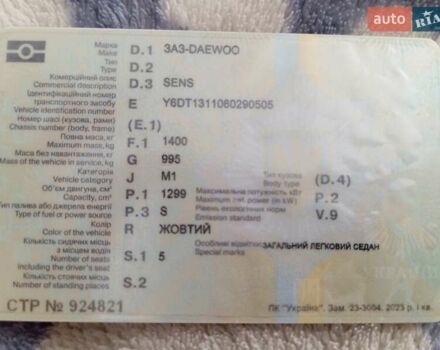 auto RIA
Марка D.1 ЗАЗ-DAEWOO
Make
Тип D.2
Type
Комерційний опис D.3 SENS
Commercial description
Ідентифікаційний номер
транспортного засобу E Y6DT1311060290505
Vehicle identification number
Номер шасі (кузова, рами) (E.1)
Chassis number (body, frame)
Повна маса, кг F.1 1400
Maximum mass, kg
Маса без навантаження, кг G 995
Mass of the vehicle in service, kg
Категорія J M1 Тип кузова (D.4)
Vehicle category Body type
Об'єм двигуна, см³ P.1 1299 Максимальна потужність кВт P.2
Capacity, cm³ Maximum net power (in kW)
Тип палива або джерела енергії P.3 S Рівень екологічних норм V.9
Type of fuel or power source Emission standard
Колір R ЖОВТИЙ
Color of the vehicle
Кількість сидячих місць Особливі відмітки ЗАГАЛЬНИЙ ЛЕГКОВИЙ СЕДАН
з місцем водія S.1 5 Special marks
Number of seats
including the driver's seat
Кількість стоячих місць S.2
Number of standing places
СТР № 924821
ПК "Україна". Зам. 23-3004. 2023 р. І кв.